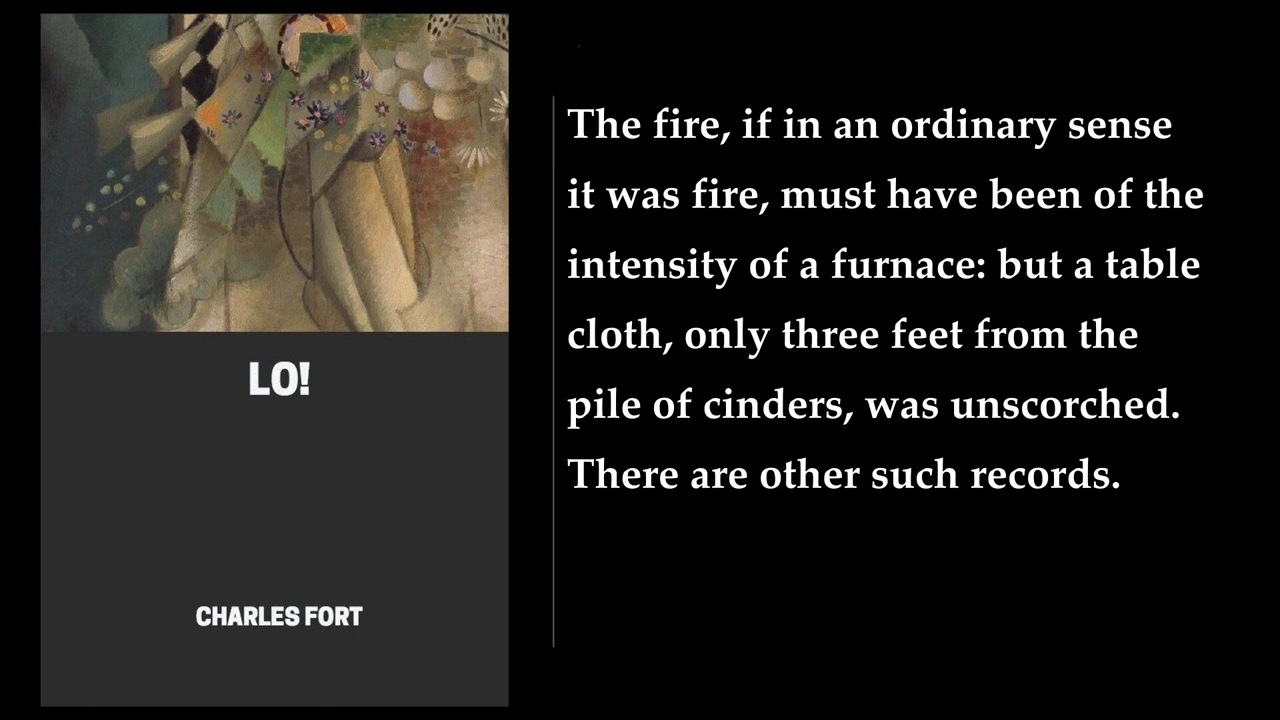 LO!
CHARLES FORT
The fire, if in an ordinary sense
it was fire, must have been of the
intensity of a furnace: but a table
cloth, only three feet from the
pile of cinders, was unscorched.
There are other such records.